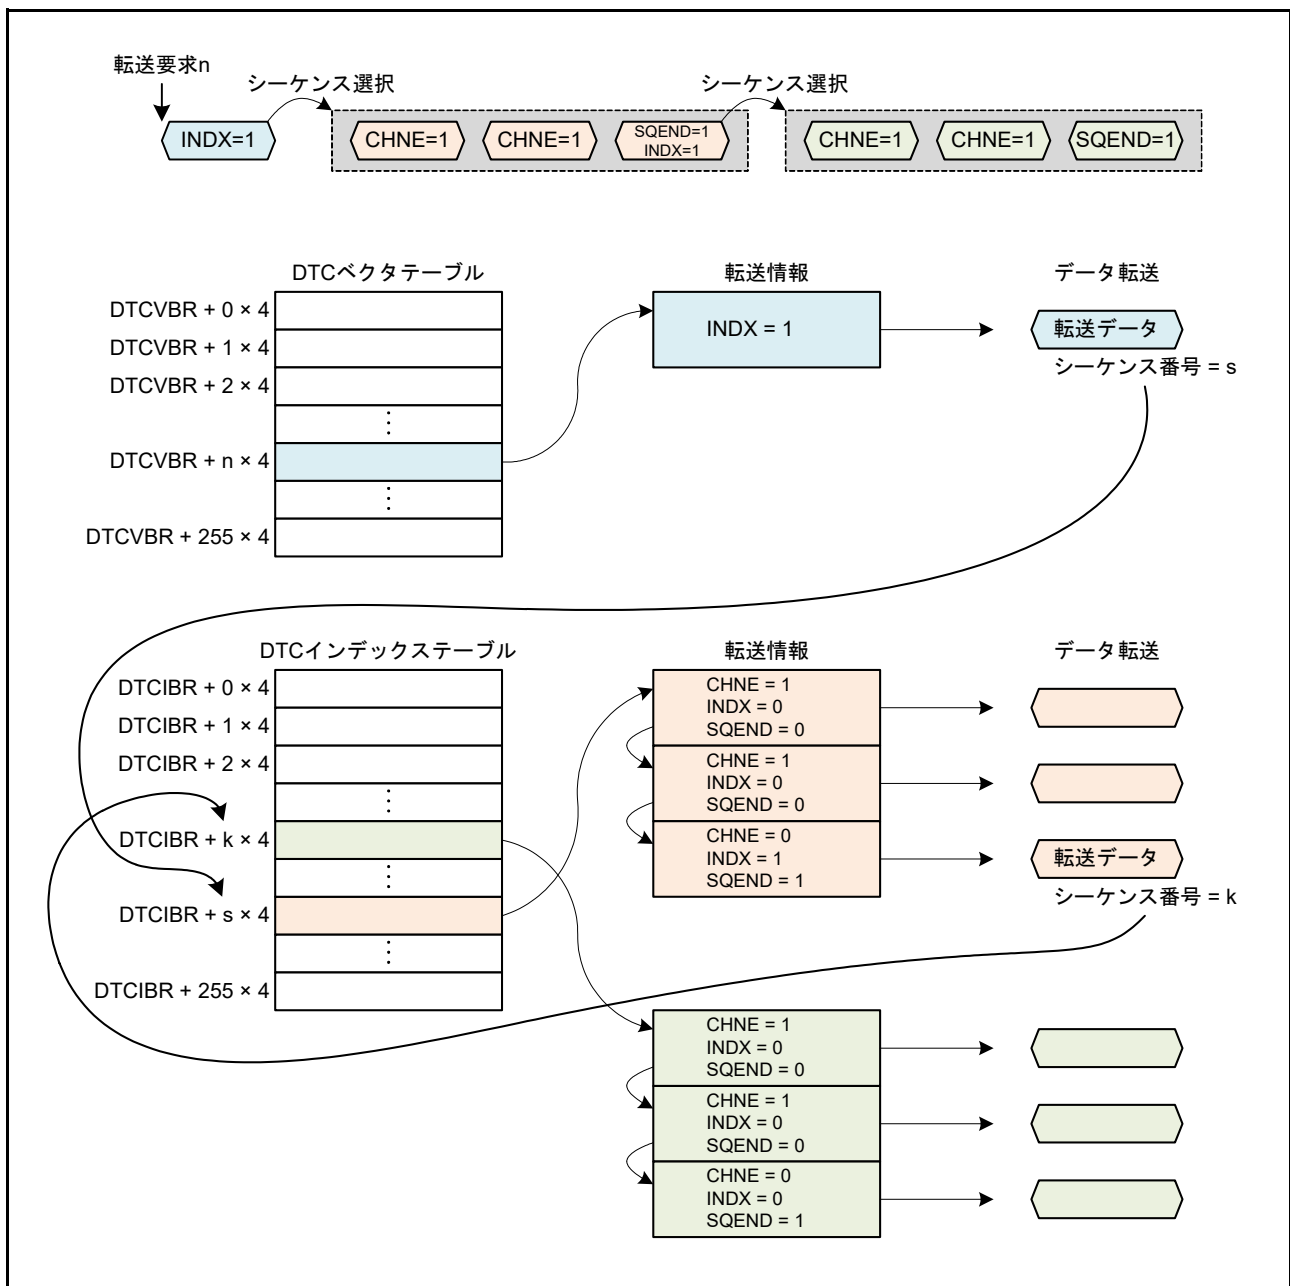 転送要求n
シーケンス選択
シーケンス選択
INDX=1
CHNE=1
CHNE=1
SQEND=1
INDX=1
CHNE=1
CHNE=1
SQEND=1
DTCベクタテーブル
転送情報
データ転送
DTCVBR + 0 × 4
DTCVBR + 1 × 4
DTCVBR + 2 × 4
⋮
DTCVBR + n × 4
⋮
DTCVBR + 255 × 4
INDX = 1
転送データ
シーケンス番号 = s
DTCインデックステーブル
転送情報
データ転送
DTCIBR + 0 × 4
DTCIBR + 1 × 4
DTCIBR + 2 × 4
⋮
DTCIBR + k × 4
⋮
DTCIBR + s × 4
⋮
DTCIBR + 255 × 4
CHNE = 1
INDX = 0
SQEND = 0
CHNE = 1
INDX = 0
SQEND = 0
CHNE = 0
INDX = 1
SQEND = 1
転送データ
シーケンス番号 = k
CHNE = 1
INDX = 0
SQEND = 0
CHNE = 1
INDX = 0
SQEND = 0
CHNE = 0
INDX = 0
SQEND = 1